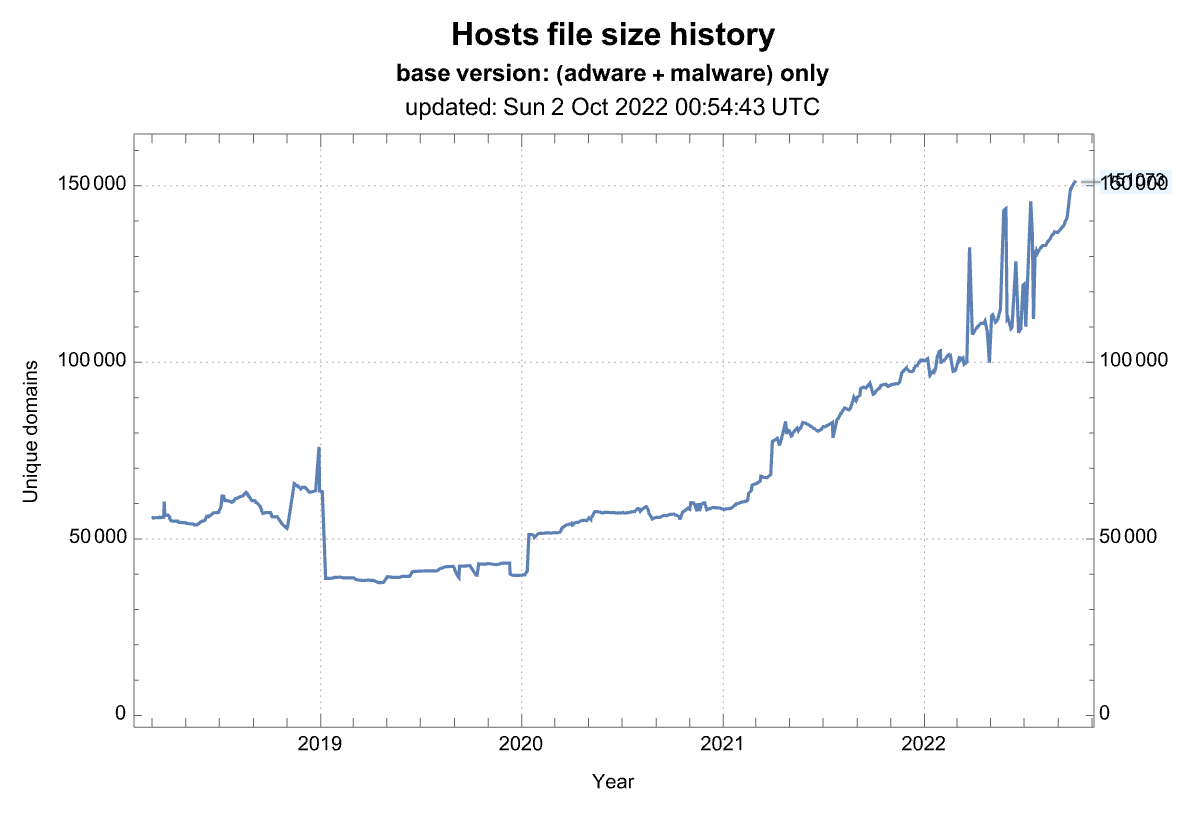 Hosts file size history
base version: (adware + malware) only
updated: Sun 2 Oct 2022 00:54:43 UTC
150 000
100 000
50 000
0
151073
150 000
100 000
50 000
0
Unique domains
2019
2020
2021
2022
Year